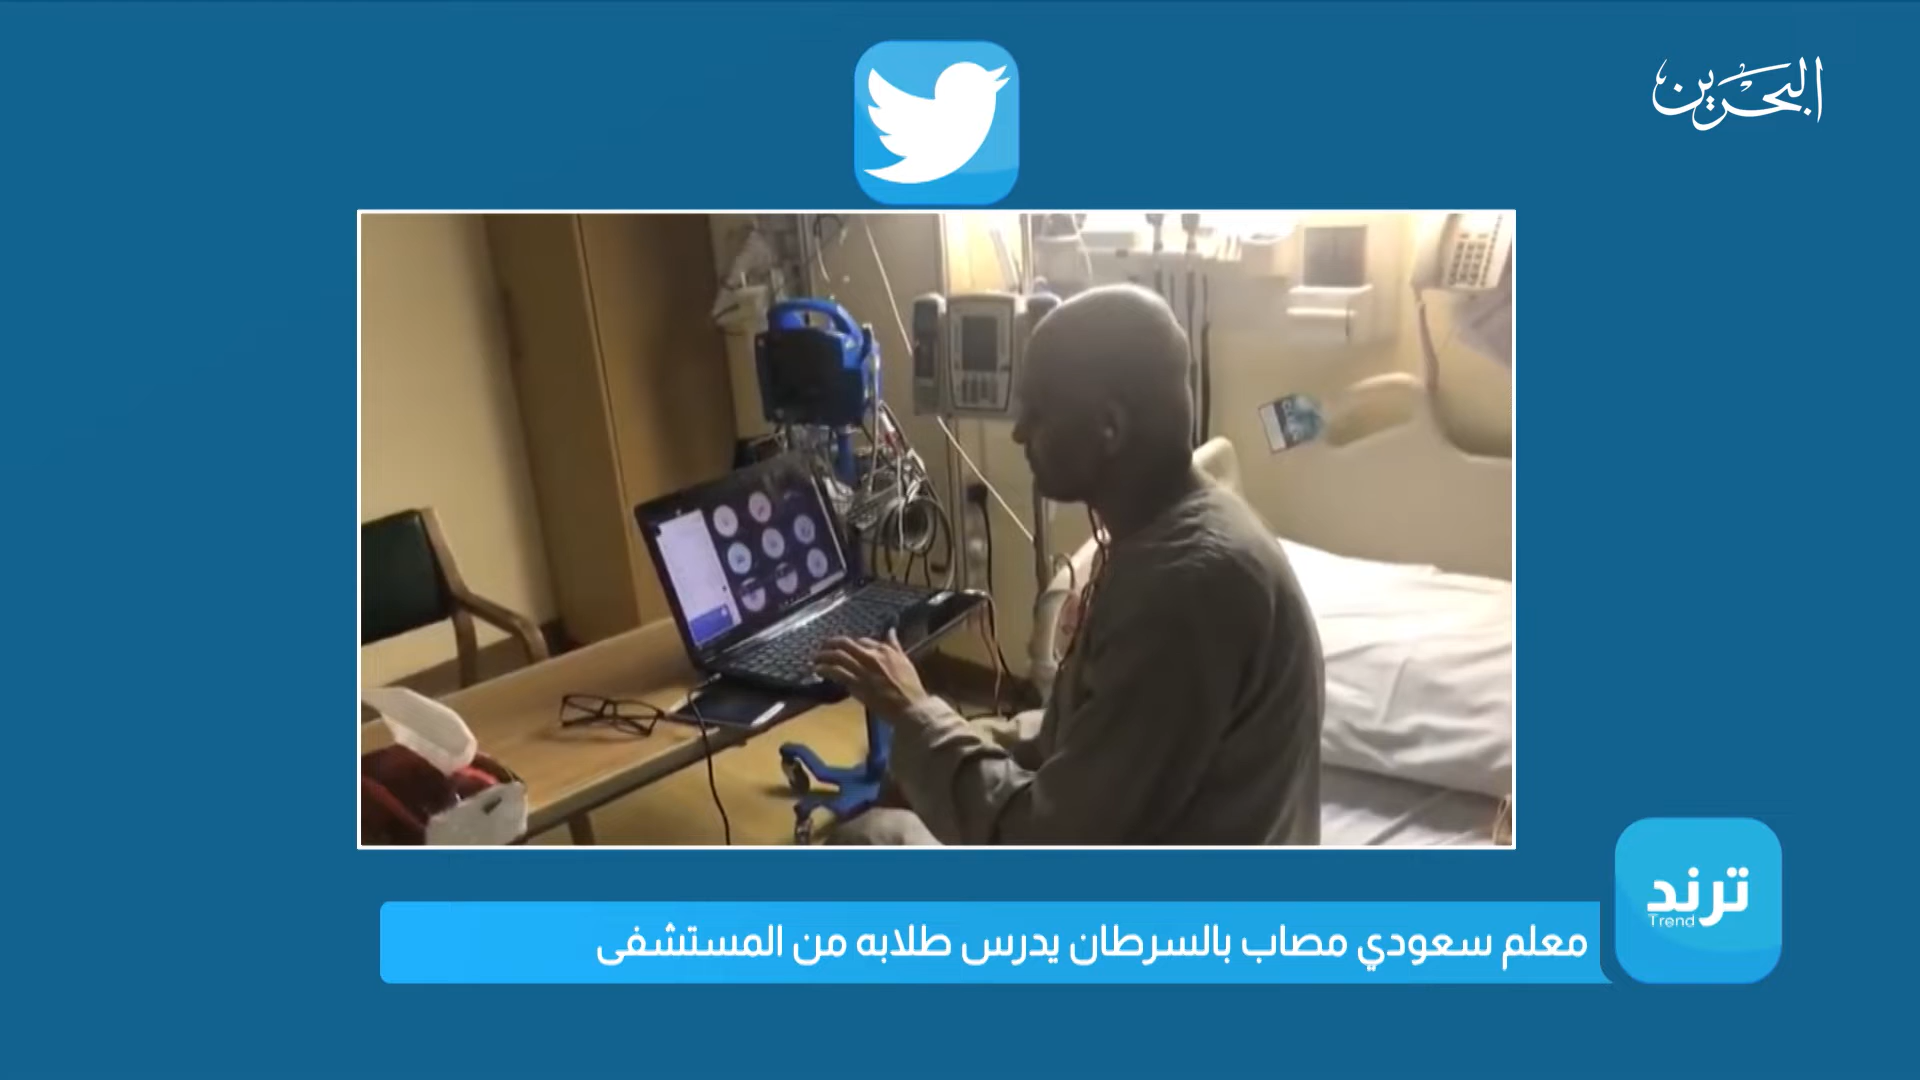 البحرين
ترند
Trend
معلم سعودي مصاب بالسرطان يدرس طلابه من المستشفى